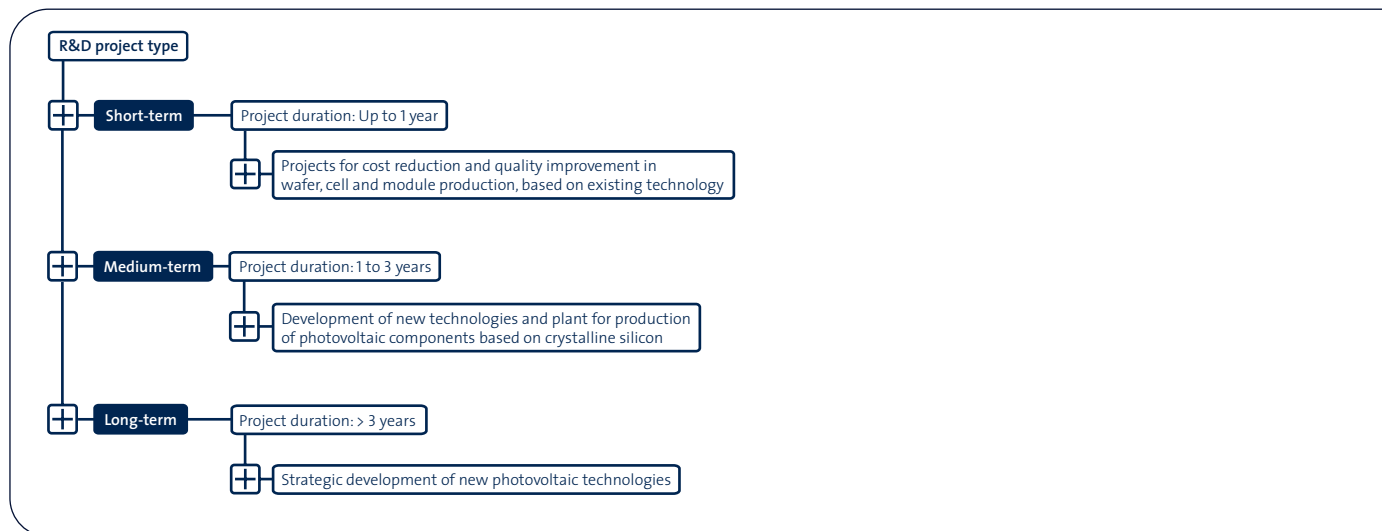 R&D project type
Short-term
Project duration: Up to 1 year
Projects for cost reduction and quality improvement in
wafer, cell and module production, based on existing technology
Medium-term
Project duration: 1 to 3 years
Development of new technologies and plant for production
of photovoltaic components based on crystalline silicon
Long-term
Project duration: > 3 years
Strategic development of new photovoltaic technologies